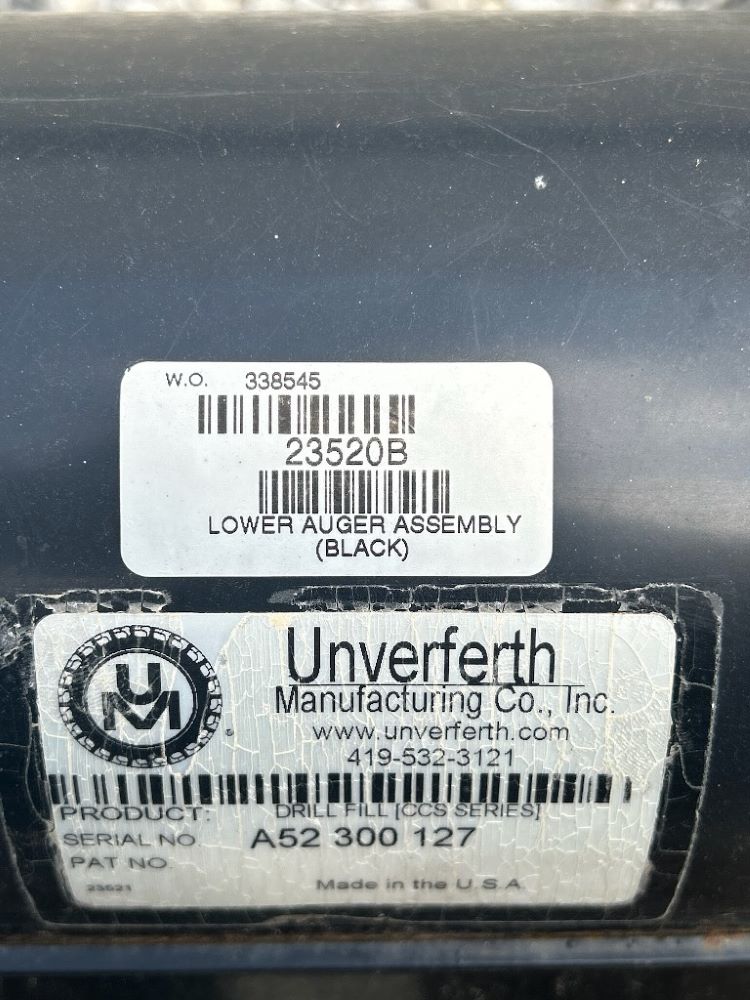 W.O. 338545
23520B
LOWER AUGER ASSEMBLY
(BLACK)
UM
Unverferth
Manufacturing Co., Inc.
www.unverferth.com
419-532-3121
PRODUCT: DRILL FILL [CCS SERIES]
SERIAL NO. A52 300 127
PAT NO.
Made in the U.S.A.